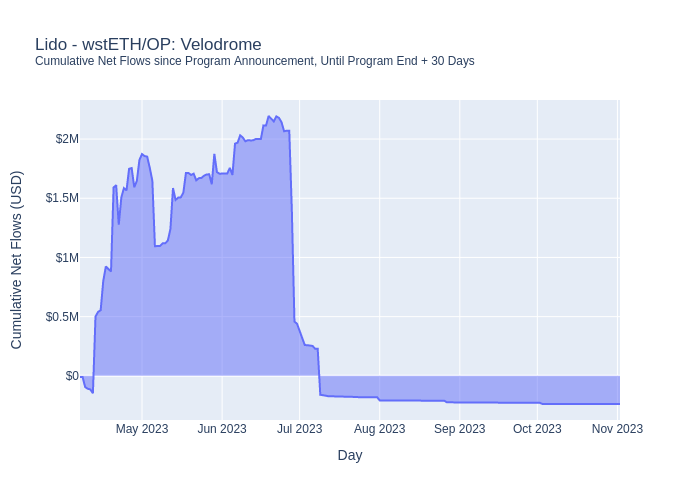 Lido - wstETH/OP: Velodrome
Cumulative Net Flows since Program Announcement, Until Program End + 30 Days
Cumulative Net Flows (USD)
$2M
$1.5M
$1M
$0.5M
$0
May 2023 Jun 2023 Jul 2023 Aug 2023 Sep 2023 Oct 2023 Nov 2023
Day